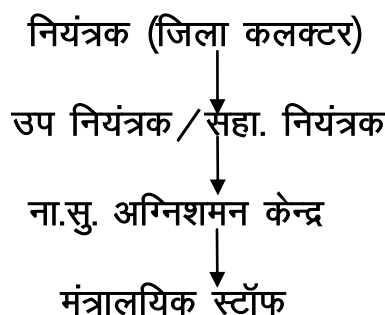 नियंत्रक (जिला कलक्टर)
उप नियंत्रक/सहा. नियंत्रक
ना.सु. अग्निशमन केन्द्र
मंत्रालयिक स्टॉफ